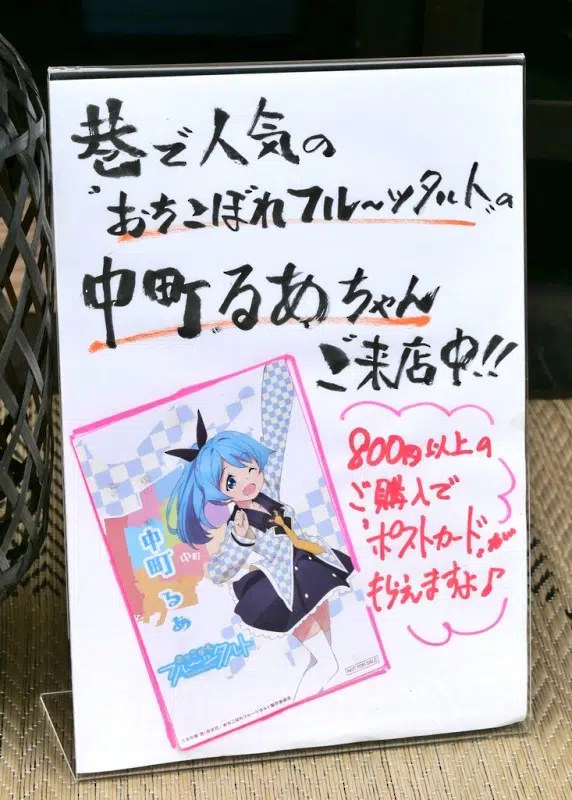 巷で人気の
"おちこぼれフルーツタルト"の
中町るあちゃん
ご来店中!!
800円以上の
ご購入で
"ポストカード"が
もらえますよ♪
中町るぁ
中町
フルーツタルト
NOT FOR SALE